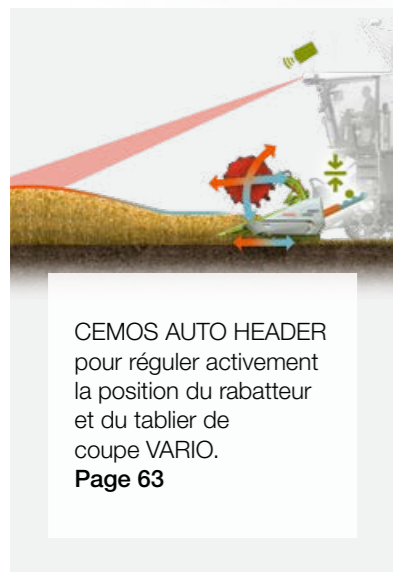 CEMOS AUTO HEADER
pour réguler activement
la position du rabatteur
et du tablier de
coupe VARIO.
Page 63